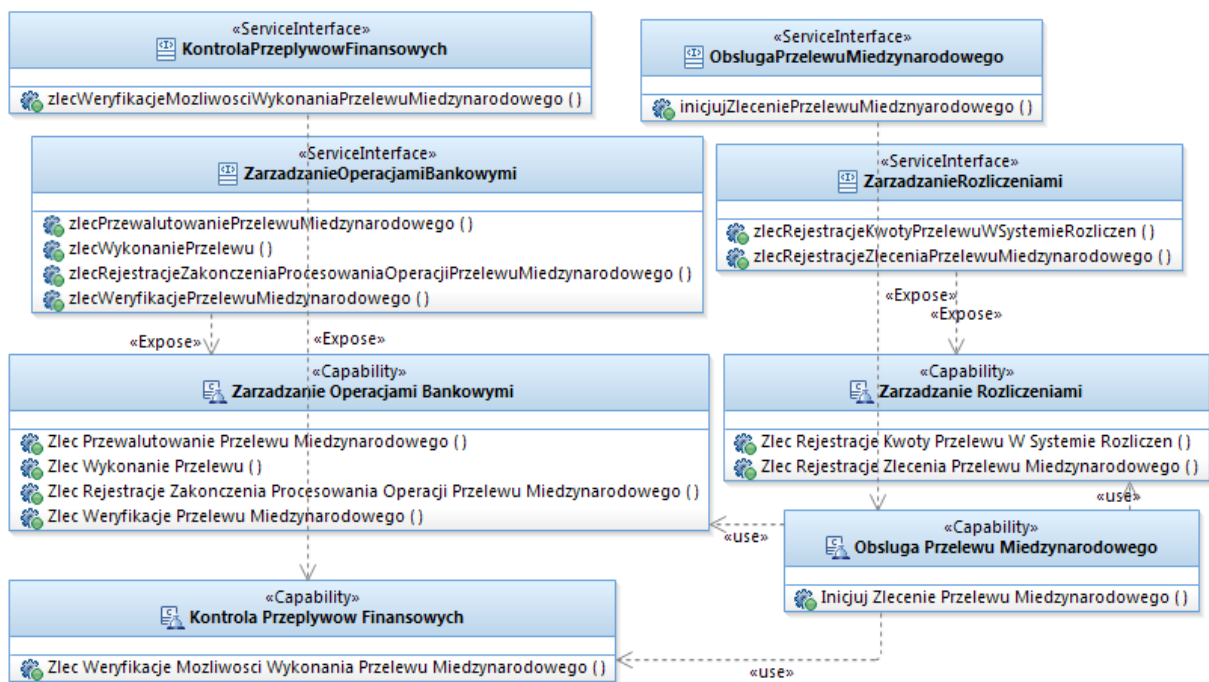 «ServiceInterface»
KontrolaPrzeplywowFinansowych
zlecWeryfikacjeMozliwosciWykonaniaPrzelewuMiedzynarodowego ( )
«ServiceInterface»
ObslugaPrzelewuMiedzynarodowego
inicjujZleceniePrzelewuMiedznyarodowego ( )
«ServiceInterface»
ZarzadzanieOperacjamiBankowymi
zlecPrzewalutowaniePrzelewuMiedzynarodowego ( )
zlecWykonaniePrzelewu ( )
zlecRejestracjeZakonczeniaProcesowaniaOperacjiPrzelewuMiedzynarodowego ( )
zlecWeryfikacjePrzelewuMiedzynarodowego ( )
«ServiceInterface»
ZarzadzanieRozliczeniami
zlecRejestracjeKwotyPrzelewuWSystemieRozliczen ( )
zlecRejestracjeZleceniaPrzelewuMiedzynarodowego ( )
«Expose»
«Expose»
«Expose»
«Expose»
«Capability»
Zarzadzanie Operacjami Bankowymi
Zlec Przewalutowanie Przelewu Miedzynarodowego ( )
Zlec Wykonanie Przelewu ( )
Zlec Rejestracje Zakonczenia Procesowania Operacji Przelewu Miedzynarodowego ( )
Zlec Weryfikacje Przelewu Miedzynarodowego ( )
«Capability»
Zarzadzanie Rozliczeniami
Zlec Rejestracje Kwoty Przelewu W Systemie Rozliczen ( )
Zlec Rejestracje Zlecenia Przelewu Miedzynarodowego ( )
«use»
«use»
«Capability»
Obsluga Przelewu Miedzynarodowego
Inicjuj Zlecenie Przelewu Miedzynarodowego ( )
«Capability»
Kontrola Przeplywow Finansowych
Zlec Weryfikacje Mozliwosci Wykonania Przelewu Miedzynarodowego ( )
«use»